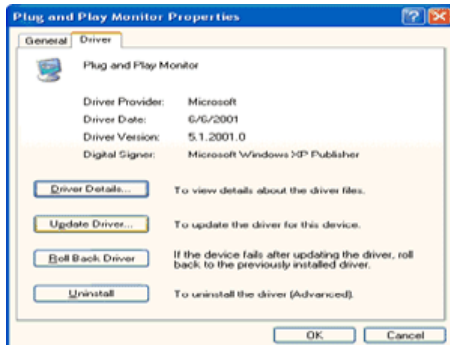 Plug and Play Monitor Properties
General Driver
Plug and Play Monitor
Driver Provider: Microsoft
Driver Date: 6/6/2001
Driver Version: 5.1.2001.0
Digital Signer: Microsoft Windows XP Publisher
Driver Details... To view details about the driver files.
Update Driver... To update the driver for this device.
Roll Back Driver If the device fails after updating the driver, roll
back to the previously installed driver.
Uninstall To uninstall the driver (Advanced).
OK Cancel